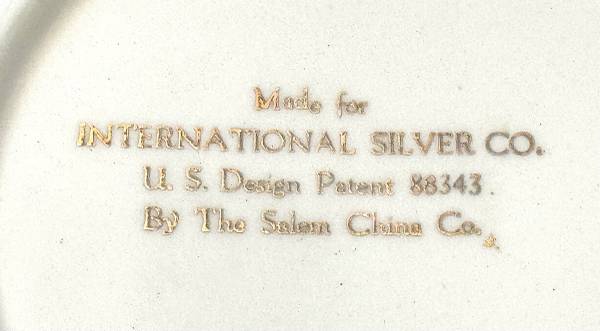 Made for
INTERNATIONAL SILVER CO.
U. S. Design Patent 88343.
By The Salem China Co.